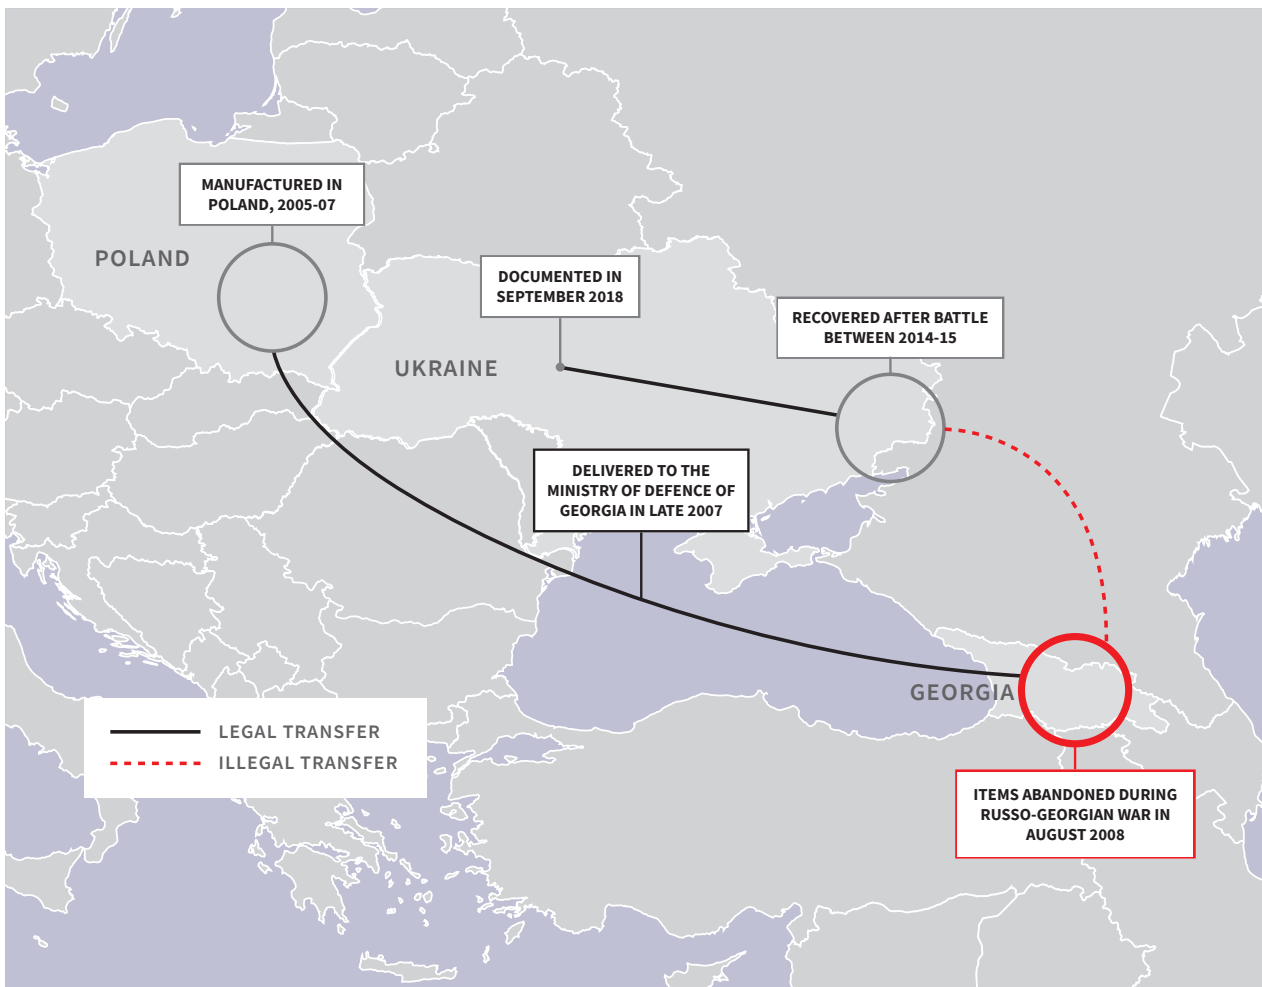 MANUFACTURED IN
POLAND, 2005-07
POLAND
DOCUMENTED IN
SEPTEMBER 2018
RECOVERED AFTER BATTLE
BETWEEN 2014-15
UKRAINE
DELIVERED TO THE
MINISTRY OF DEFENCE OF
GEORGIA IN LATE 2007
GEORGIA
LEGAL TRANSFER
ILLEGAL TRANSFER
ITEMS ABANDONED DURING
RUSSO-GEORGIAN WAR IN
AUGUST 2008